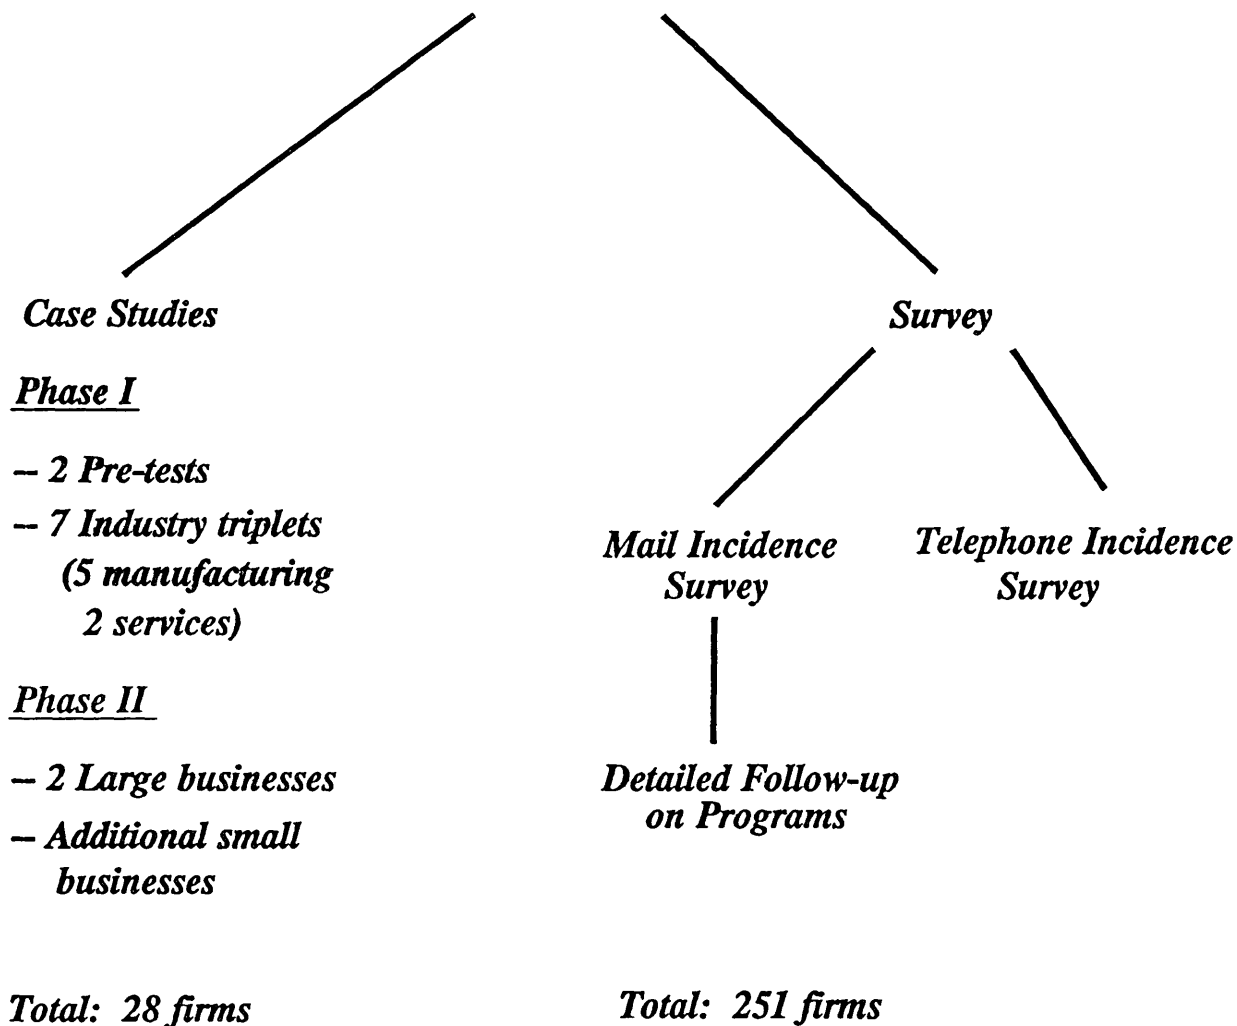 Case Studies
Phase I
– 2 Pre-tests
– 7 Industry triplets
(5 manufacturing
2 services)
Phase II
– 2 Large businesses
– Additional small
businesses
Total: 28 firms
Survey
Mail Incidence
Survey
Telephone Incidence
Survey
Detailed Follow-up
on Programs
Total: 251 firms